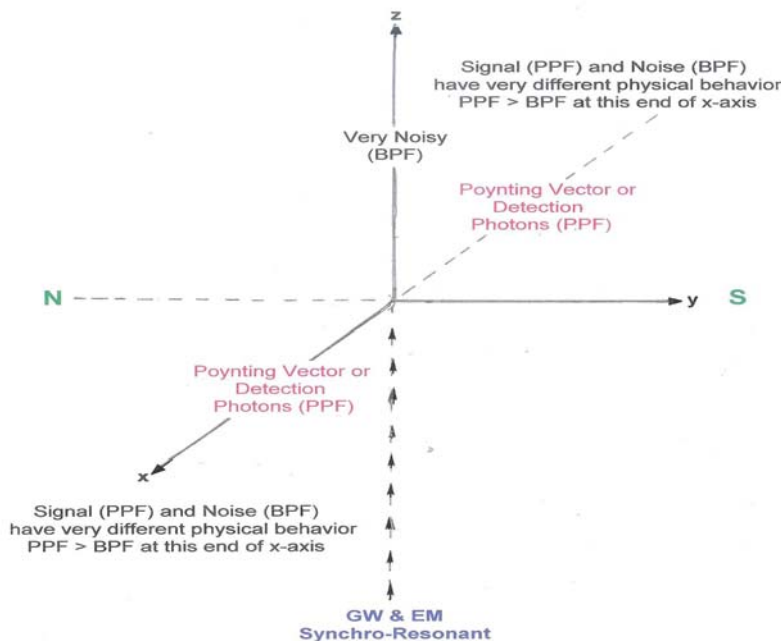 z
Signal (PPF) and Noise (BPF)
have very different physical behavior
PPF > BPF at this end of x-axis
Very Noisy
(BPF)
Poynting Vector or
Detection
Photons (PPF)
N
y
S
Poynting Vector or
Detection
Photons (PPF)
x
Signal (PPF) and Noise (BPF)
have very different physical behavior
PPF > BPF at this end of x-axis
GW & EM
Synchro-Resonant